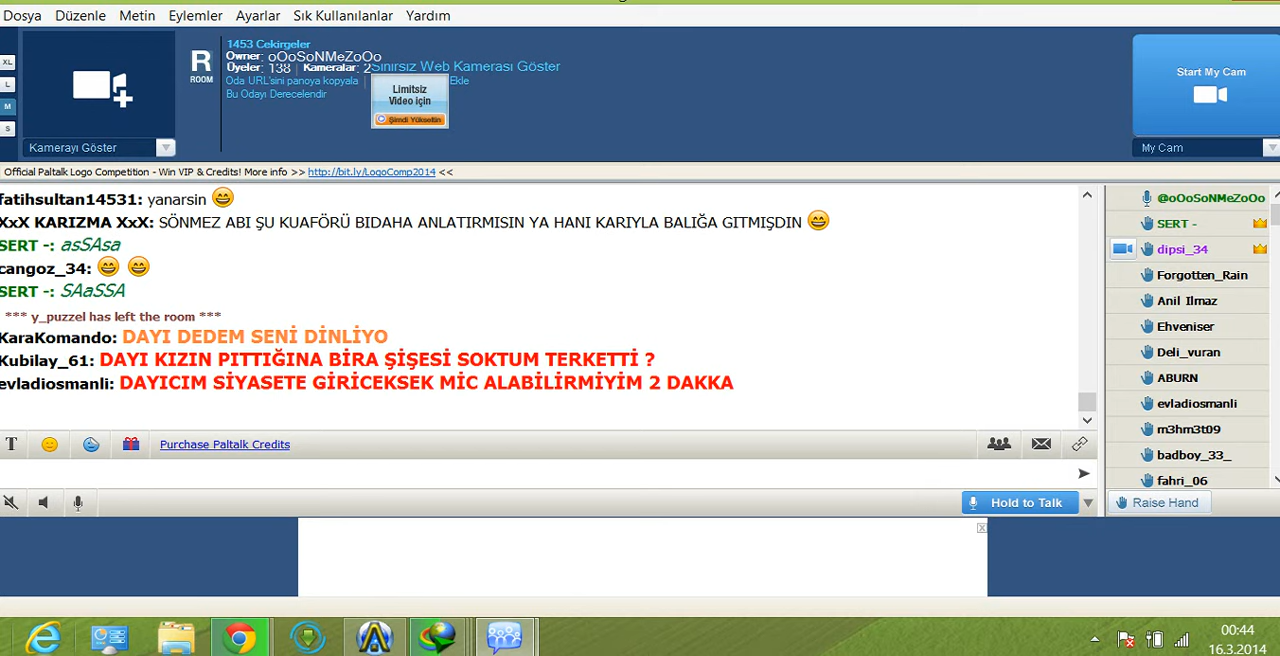 Dosya Düzenle Metin Eylemler Ayarlar Sık Kullanılanlar Yardım
XL
L
M
S
Kamerayı Göster
R
ROOM
1453 Cekirgeler
Owner: oOoSoNMeZoOo
Üyeler: 138 | Kameralar: 2 Sınırsız Web Kamerası Göster
Oda URL'sini panoya kopyala | Ekle
Bu Odayı Derecelendir
Limitsiz
Video için
Şimdi Yükseltin
Start My Cam
My Cam
Official Paltalk Logo Competition - Win VIP & Credits! More info >> http://bit.ly/LogoComp2014 <<
fatihsultan14531: yanarsin
XxX KARIZMA XxX: SÖNMEZ ABI ŞU KUAFÖRÜ BIDAHA ANLATIRMISIN YA HANI KARIYLA BALIĞA GITMIŞDIN
SERT -: asSAsa
cangoz_34:
SERT -: SAaSSA
*** y_puzzel has left the room ***
KaraKomando: DAYI DEDEM SENİ DİNLİYO
Kubilay_61: DAYI KIZIN PITTIĞINA BİRA ŞİŞESİ SOKTUM TERKETTİ ?
evladiosmanli: DAYICIM SİYASETE GİRİCEKSEK MİC ALABİLİRMİYİM 2 DAKKA
@oOoSoNMeZoOo
SERT -
dipsi_34
Forgotten_Rain
Anil Ilmaz
Ehveniser
Deli_vuran
ABURN
evladiosmanli
m3hm3t09
badboy_33_
fahri_06
T Purchase Paltalk Credits
Hold to Talk
Raise Hand
00:44
16.3.2014